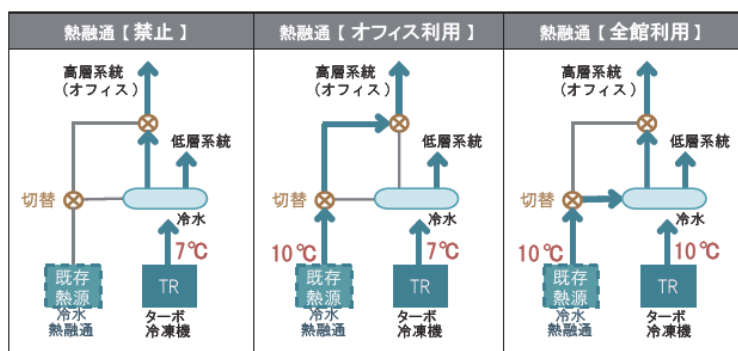 熱融通【 禁止 】
高層系統
(オフィス)
低層系統
切替
冷水
7℃
既存
熱源
冷水
熱融通
TR
ターボ
冷凍機
熱融通【 オフィス利用 】
高層系統
(オフィス)
低層系統
切替
冷水
10℃
7℃
既存
熱源
冷水
熱融通
TR
ターボ
冷凍機
熱融通【 全館利用 】
高層系統
(オフィス)
低層系統
切替
冷水
10℃
10℃
既存
熱源
冷水
熱融通
TR
ターボ
冷凍機